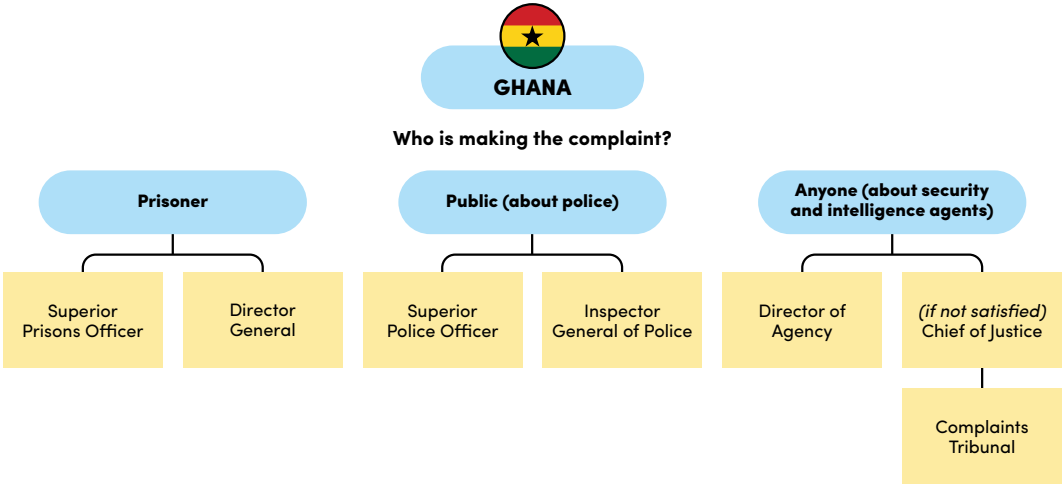 GHANA
Who is making the complaint?
Prisoner
Public (about police)
Anyone (about security
and intelligence agents)
Superior
Prisons Officer
Director
General
Superior
Police Officer
Inspector
General of Police
Director of
Agency
(if not satisfied)
Chief of Justice
Complaints
Tribunal